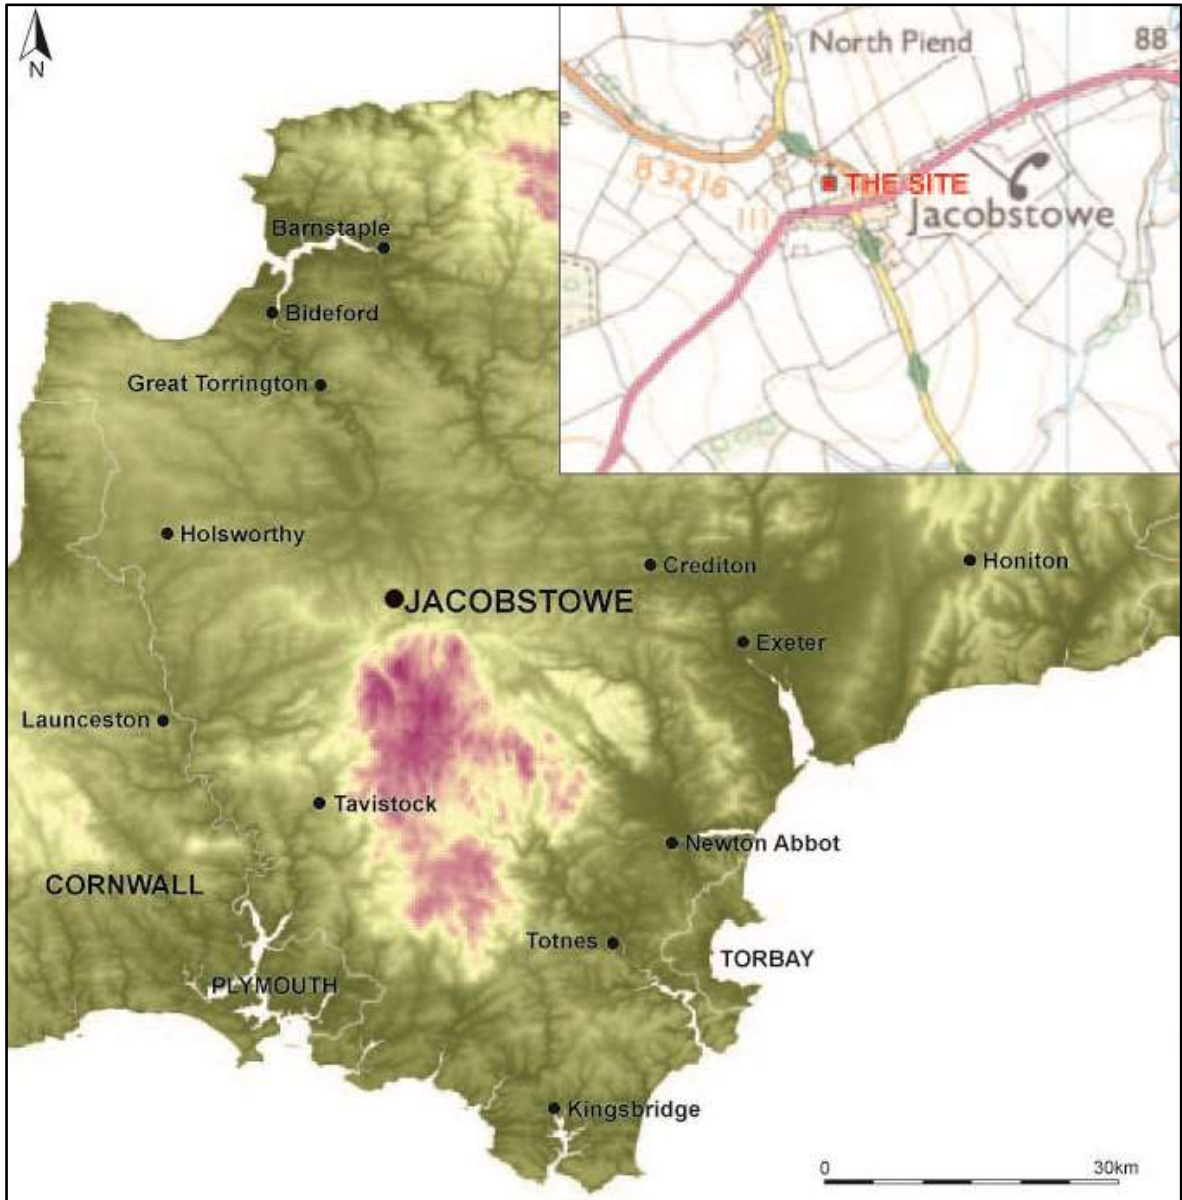 N
North Piend
88
B 3216
THE SITE
111
Jacobstowe
Barnstaple
Bideford
Great Torrington
Holsworthy
Crediton
Honiton
JACOBSTOWE
Exeter
Launceston
Tavistock
Newton Abbot
CORNWALL
Totnes
TORBAY
PLYMOUTH
Kingsbridge
0 30km